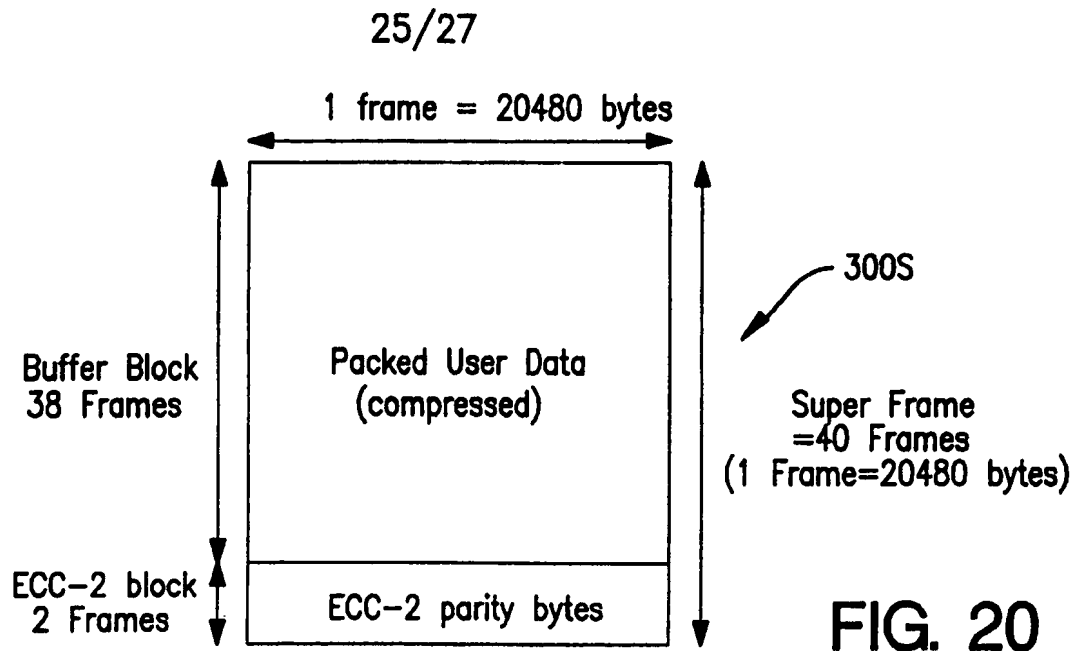 25/27
1 frame = 20480 bytes
300S
Buffer Block
38 Frames
Packed User Data
(compressed)
Super Frame
=40 Frames
(1 Frame=20480 bytes)
ECC-2 block
2 Frames
ECC-2 parity bytes
FIG. 20